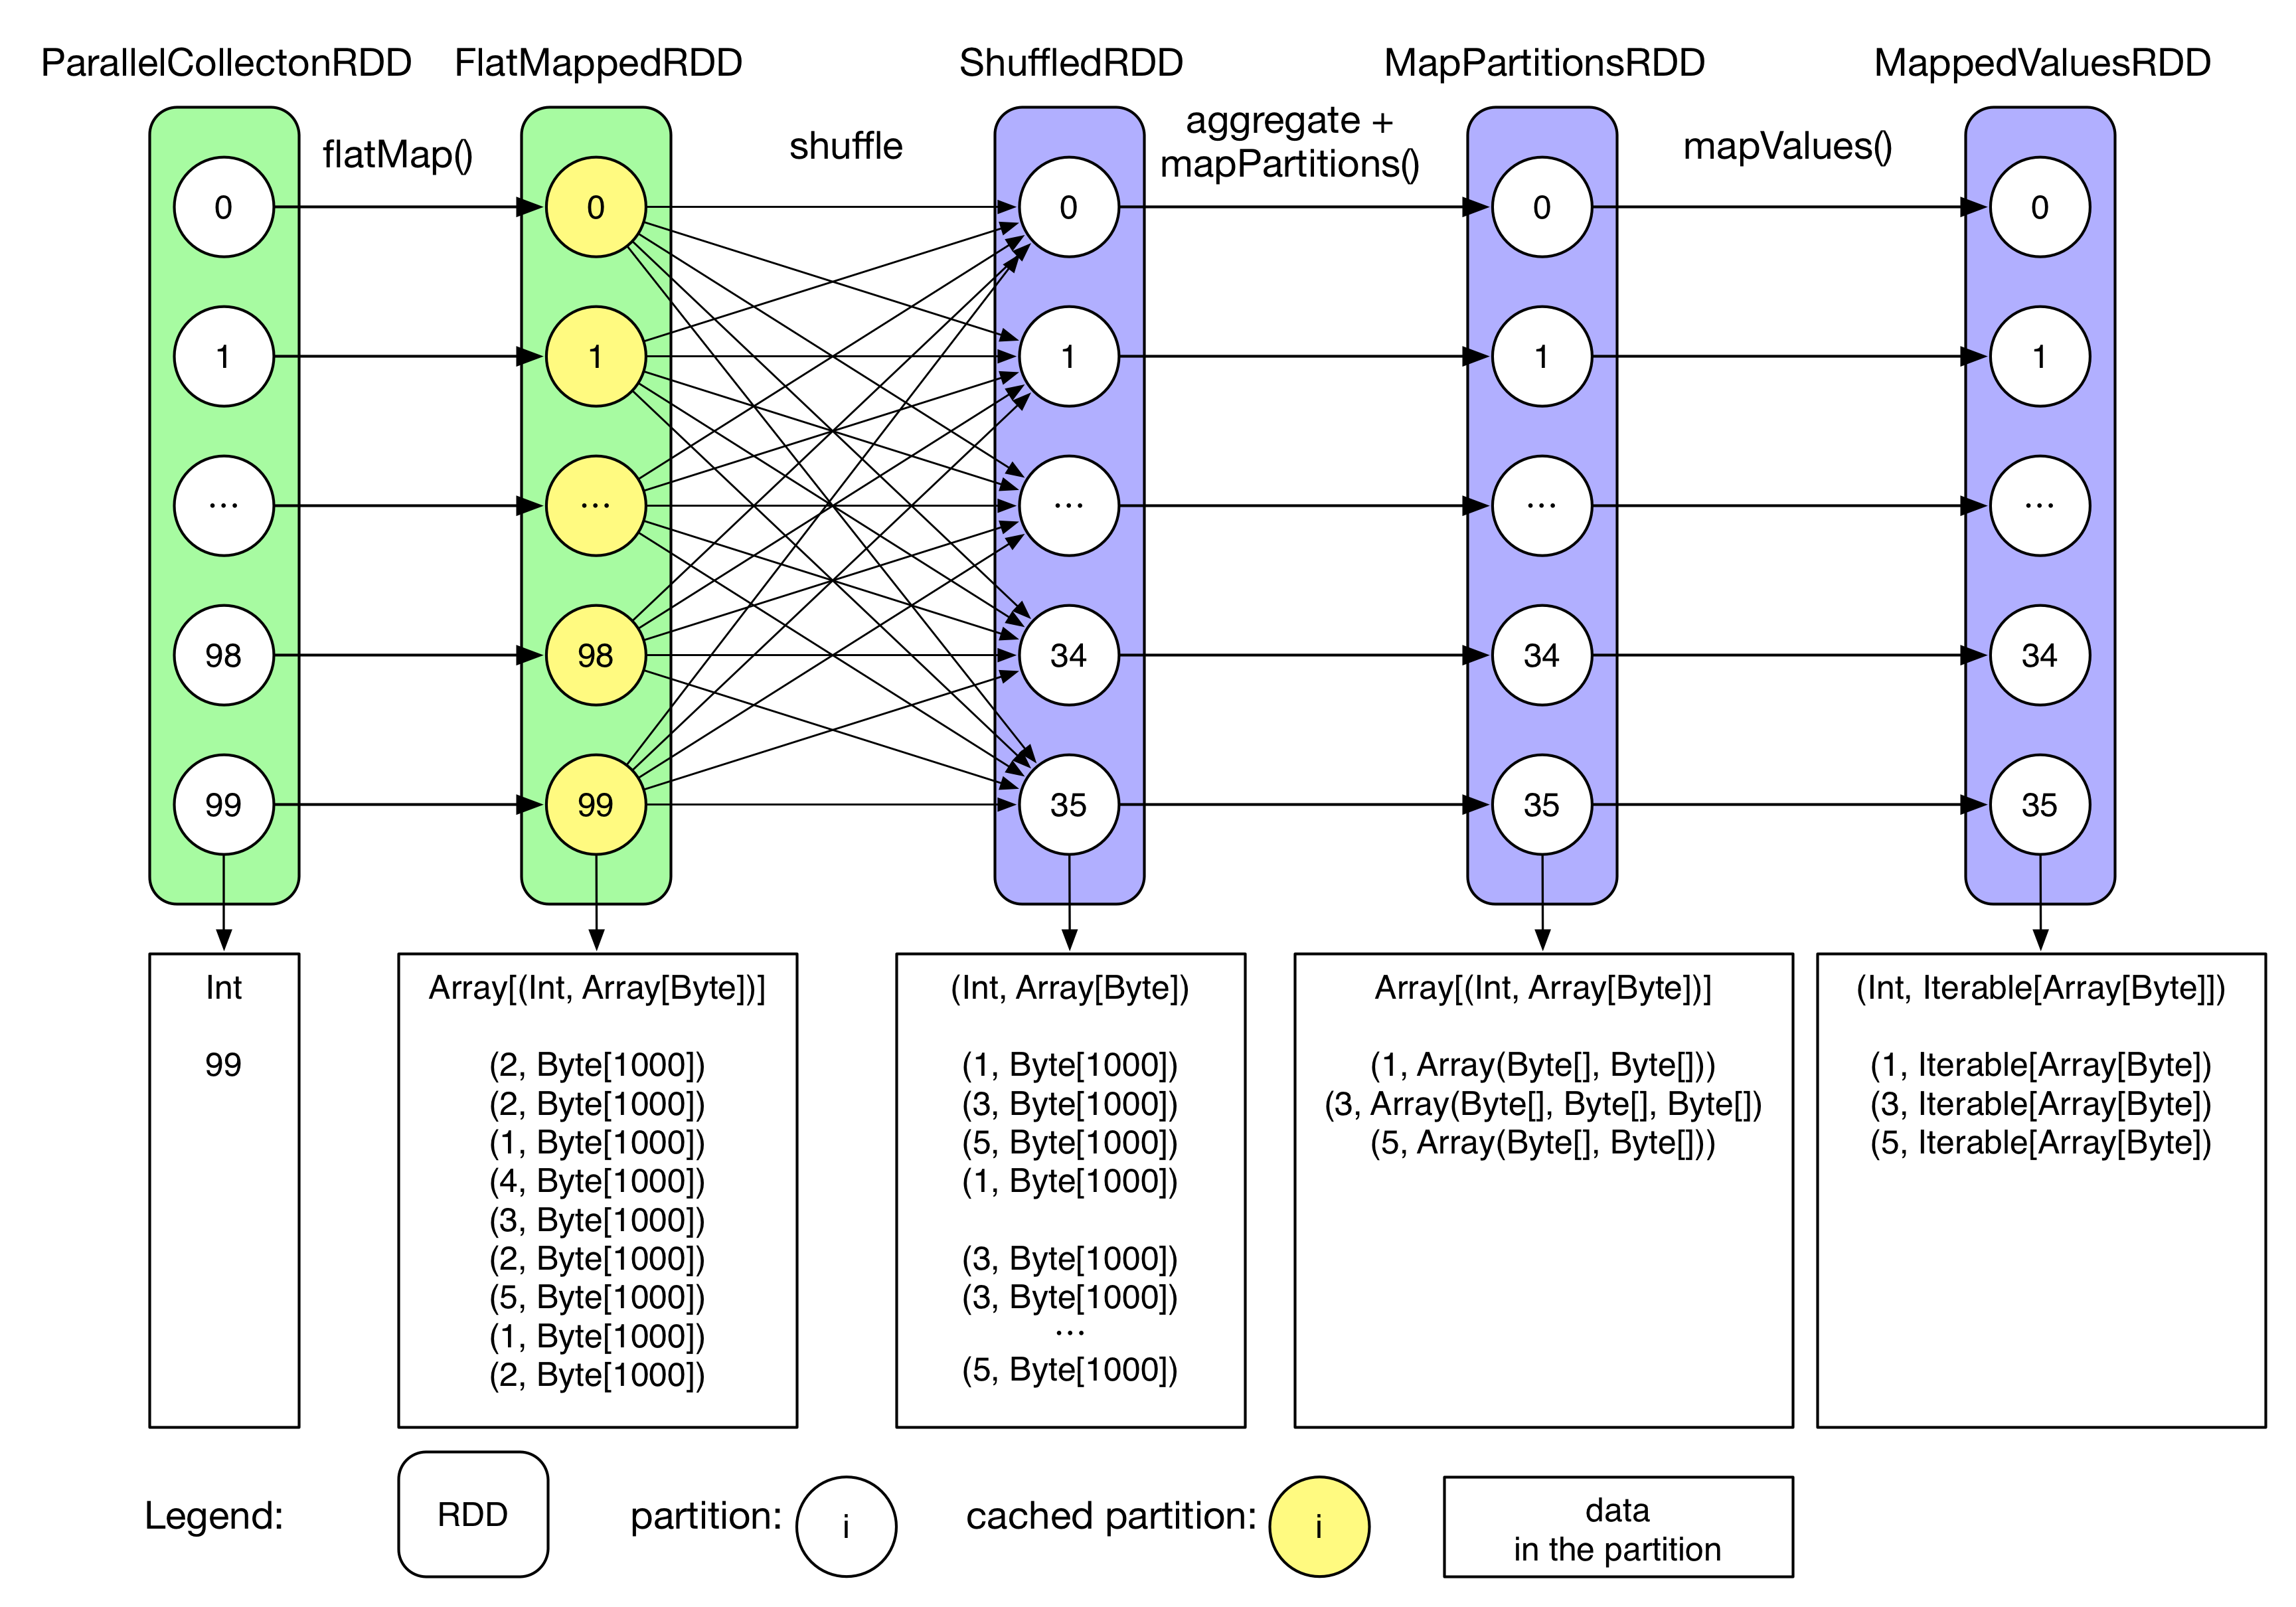 ParallelCollectonRDD
FlatMappedRDD
ShuffledRDD
MapPartitionsRDD
MappedValuesRDD
flatMap()
shuffle
aggregate +
mapPartitions()
mapValues()
0
0
0
0
0
1
1
1
1
1
...
...
...
...
...
98
98
34
34
34
99
99
35
35
35
Int
99
Array[(Int, Array[Byte])]
(2, Byte[1000])
(2, Byte[1000])
(1, Byte[1000])
(4, Byte[1000])
(3, Byte[1000])
(2, Byte[1000])
(5, Byte[1000])
(1, Byte[1000])
(2, Byte[1000])
(Int, Array[Byte])
(1, Byte[1000])
(3, Byte[1000])
(5, Byte[1000])
(1, Byte[1000])
(3, Byte[1000])
(3, Byte[1000])
...
(5, Byte[1000])
Array[(Int, Array[Byte])]
(1, Array(Byte[], Byte[]))
(3, Array(Byte[], Byte[], Byte[])
(5, Array(Byte[], Byte[]))
(Int, Iterable[Array[Byte]])
(1, Iterable[Array[Byte])
(3, Iterable[Array[Byte])
(5, Iterable[Array[Byte])
Legend:
RDD
partition:
i
cached partition:
i
data
in the partition